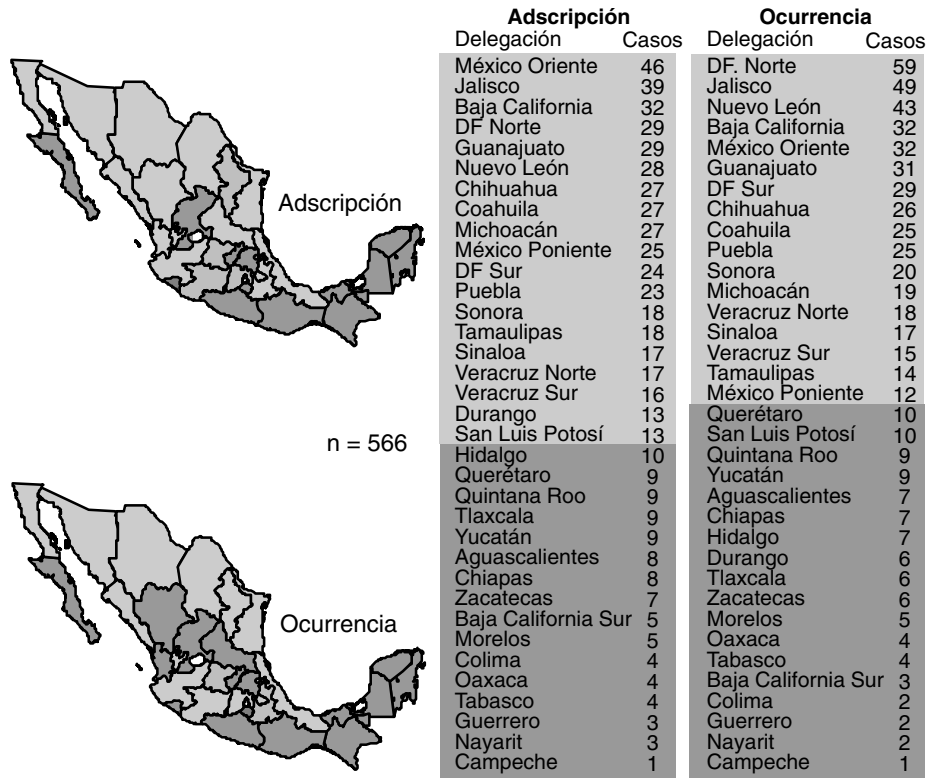 Adscripción Ocurrencia
Delegación Casos Delegación Casos
México Oriente 46 DF. Norte 59
Jalisco 39 Jalisco 49
Baja California 32 Nuevo León 43
DF Norte 29 Baja California 32
Guanajuato 29 México Oriente 32
Nuevo León 28 Guanajuato 31
Chihuahua 27 DF Sur 29
Coahuila 27 Chihuahua 26
Michoacán 27 Coahuila 25
México Poniente 25 Puebla 25
DF Sur 24 Sonora 20
Puebla 23 Michoacán 19
Sonora 18 Veracruz Norte 18
Tamaulipas 18 Sinaloa 17
Sinaloa 17 Veracruz Sur 15
Veracruz Norte 17 Tamaulipas 14
Veracruz Sur 16 México Poniente 12
Durango 13 Querétaro 10
San Luis Potosí 13 San Luis Potosí 10
Hidalgo 10 Quintana Roo 9
Querétaro 9 Yucatán 9
Quintana Roo 9 Aguascalientes 7
Tlaxcala 9 Chiapas 7
Yucatán 9 Hidalgo 7
Aguascalientes 8 Durango 6
Chiapas 8 Tlaxcala 6
Zacatecas 7 Zacatecas 6
Baja California Sur 5 Morelos 5
Morelos 5 Oaxaca 4
Colima 4 Tabasco 4
Oaxaca 4 Baja California Sur 3
Tabasco 4 Colima 2
Guerrero 3 Guerrero 2
Nayarit 3 Nayarit 2
Campeche 1 Campeche 1
Adscripción
n = 566
Ocurrencia